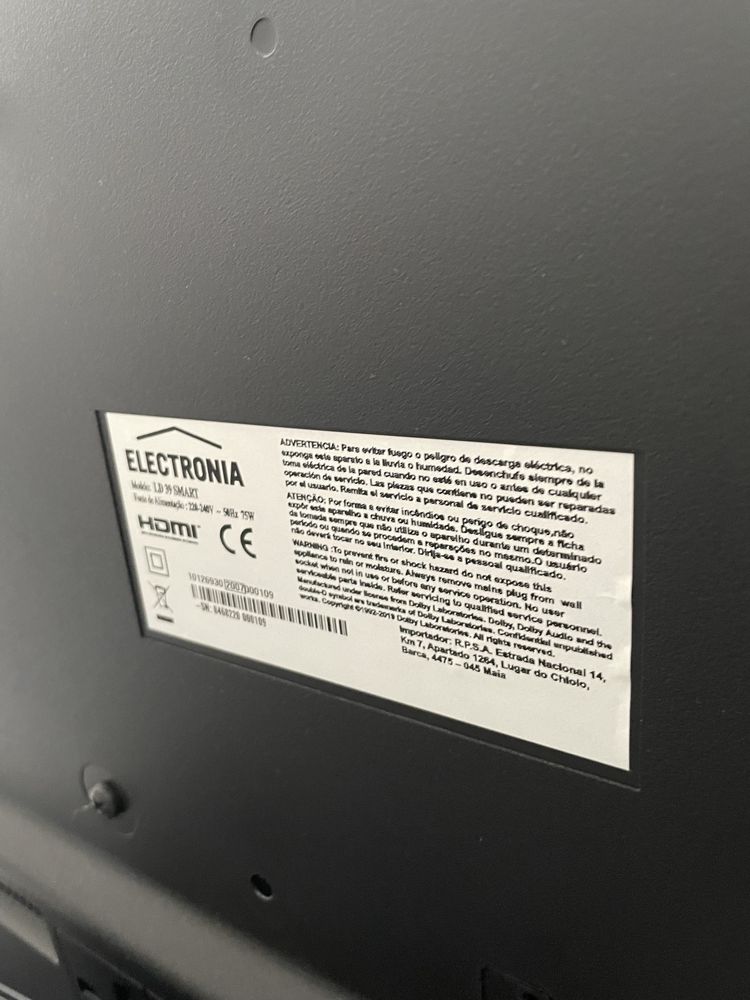 ELECTRONIA
Modelo: LD 39 SMART
Fonte de Alimentação: 220-240V ~ 50Hz 75W
HDMI
CE
10126930 2007 000109
-SN: 8468220 000109
ADVERTENCIA: Para evitar fuego o peligro de descarga eléctrica, no
exponga este aparato a la lluvia o humedad. Desenchufe siempre de la
toma eléctrica de la pared cuando no esté en uso o antes de cualquier
operación de servicio. Las piezas que contiene no pueden ser reparadas
por el usuario. Remita el servicio a personal de servicio cualificado.
ATENÇÃO: Por forma a evitar incêndios ou perigo de choque,não
expôr este aparelho a chuva ou humidade. Desligue sempre a ficha
da tomada sempre que não utilize o aparelho durante um determinado
período ou quando se procedem a reparações no mesmo.O usuário
não deverá tocar no seu interior. Dirija-se a pessoal qualificado.
WARNING :To prevent fire or shock hazard do not expose this
appliance to rain or moisture. Always remove mains plug from wall
socket when not in use or before any service operation. No user
serviceable parts inside. Refer servicing to qualified service personnel.
Manufactured under license from Dolby Laboratories. Dolby, Dolby Audio and the
double-D symbol are trademarks of Dolby Laboratories. Confidential unpublished
works. Copyright ©1992-2019 Dolby Laboratories. All rights reserved.
Importador: R.P.S.A. Estrada Nacional 14,
Km 7, Apartado 1264, Lugar do Chiolo,
Barca, 4475 – 045 Maia